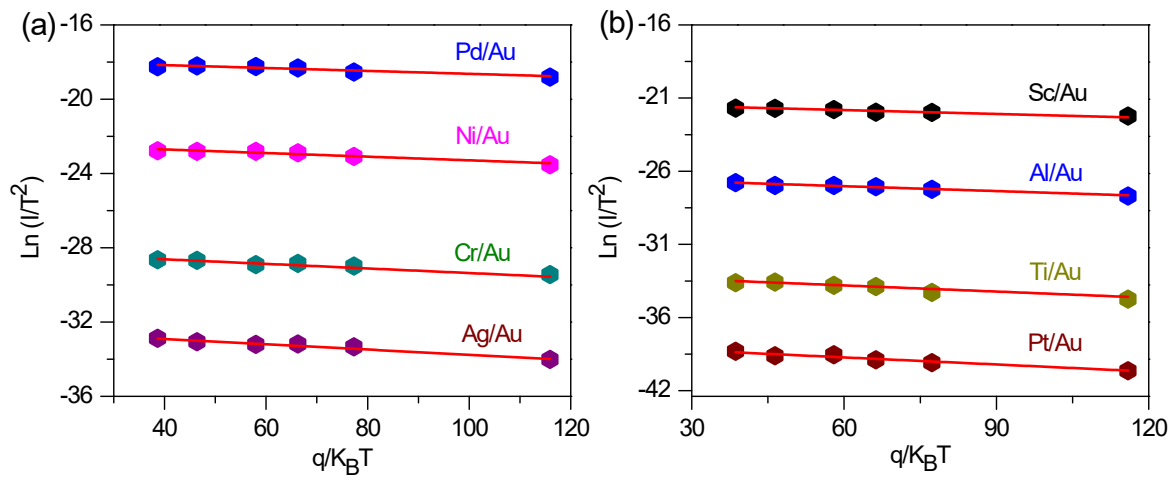 (a)
-16
-20
-24
-28
-32
-36
Ln (I/T²)
Pd/Au
Ni/Au
Cr/Au
Ag/Au
40 60 80 100 120
q/K_BT
(b)
-16
-21
-26
-31
-36
-42
Ln (I/T²)
Sc/Au
Al/Au
Ti/Au
Pt/Au
30 60 90 120
q/K_BT